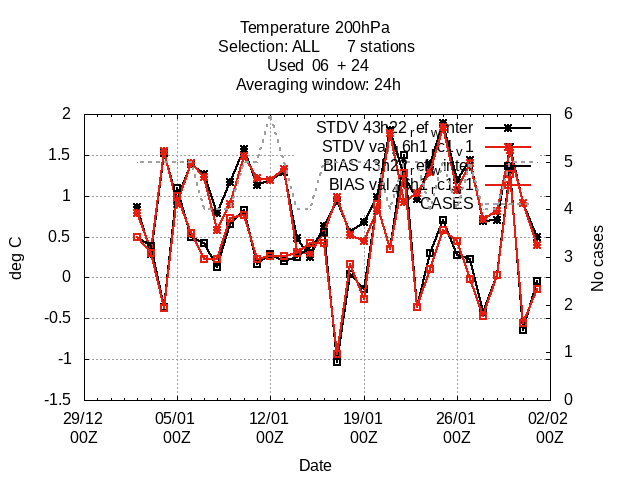 Temperature 200hPa
Selection: ALL 7 stations
Used 06 + 24
Averaging window: 24h
STDV 43h22_ref_winter
STDV val_46h1_rc1_v1
BIAS 43h22_ref_winter
BIAS val_46h1_rc1_v1
CASES
2
1.5
1
0.5
0
-0.5
-1
-1.5
deg C
6
5
4
3
2
1
0
No cases
29/12 05/01 12/01 19/01 26/01 02/02
00Z 00Z 00Z 00Z 00Z 00Z
Date